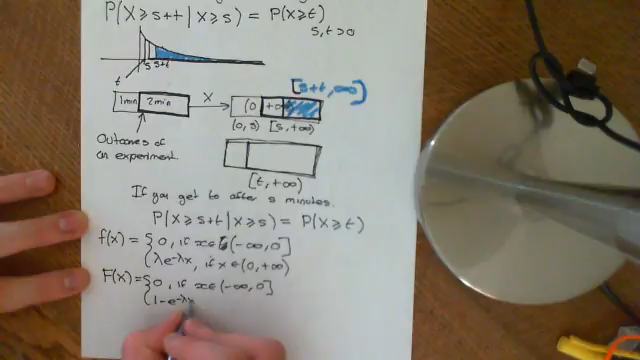 P(X⩾s+t | X⩾s) = P(X⩾t)
s,t>0
t s s+t
[s+t, ∞)
1min 2min X (0 +∞
(0, s) [s, +∞)
Outcomes of an experiment.
[t, +∞)
If you get to after s minutes.
P(X⩾s+t | X⩾s) = P(X⩾t)
f(x) = { 0, if x∈(-∞, 0]
λe^-λx, if x∈(0, +∞)
F(x) = { 0, if x∈(-∞, 0]
1-e^-λx